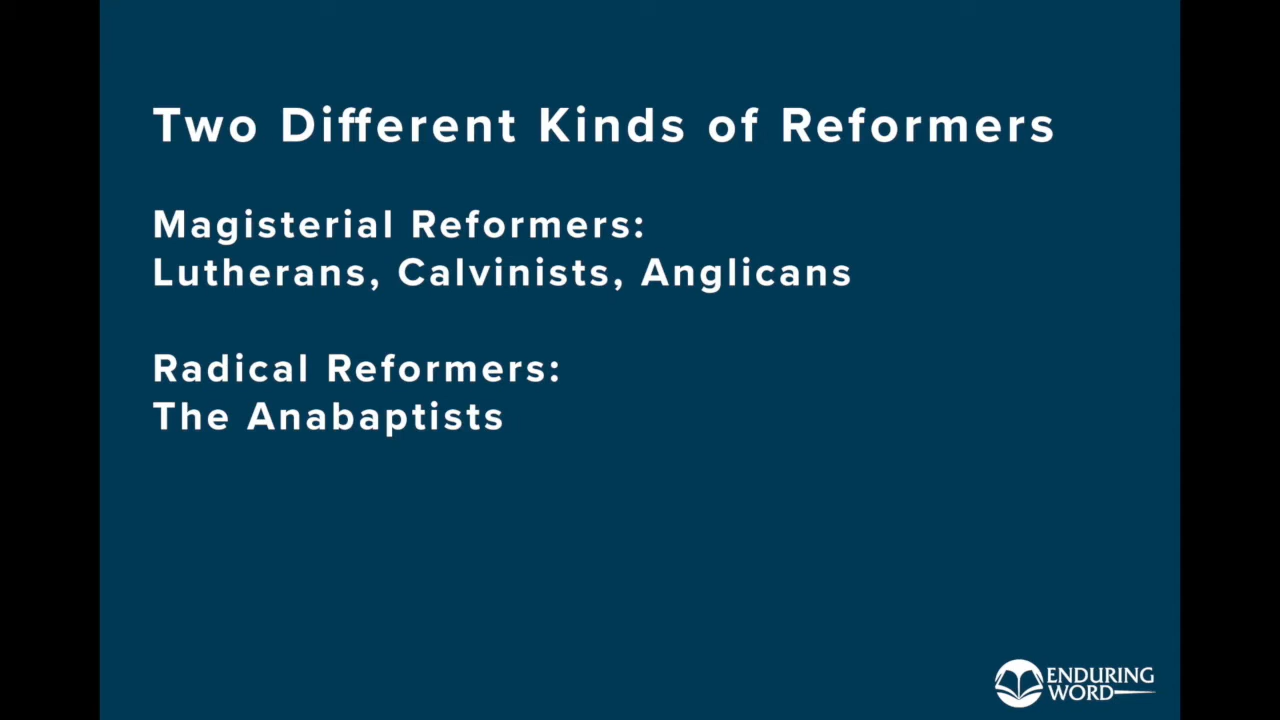 Two Different Kinds of Reformers
Magisterial Reformers:
Lutherans, Calvinists, Anglicans
Radical Reformers:
The Anabaptists
ENDURING
WORD